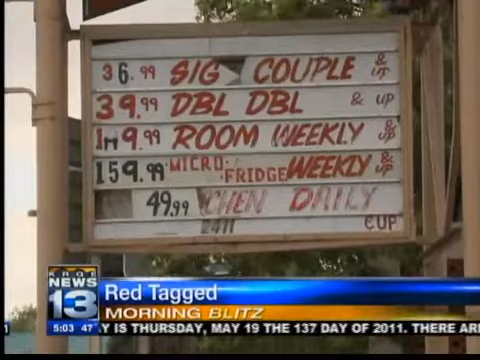 36.99 SIG COUPLE & UP
39.99 DBL DBL & UP
1H9.99 ROOM WEEKLY & UP
159.99 MICRO-FRIDGE WEEKLY & UP
49.99 CHEN DAILY
CUP
KRQE
NEWS
13
Red Tagged
MORNING BLITZ
5:03 47 Y IS THURSDAY, MAY 19 THE 137 DAY OF 2011. THERE ARE